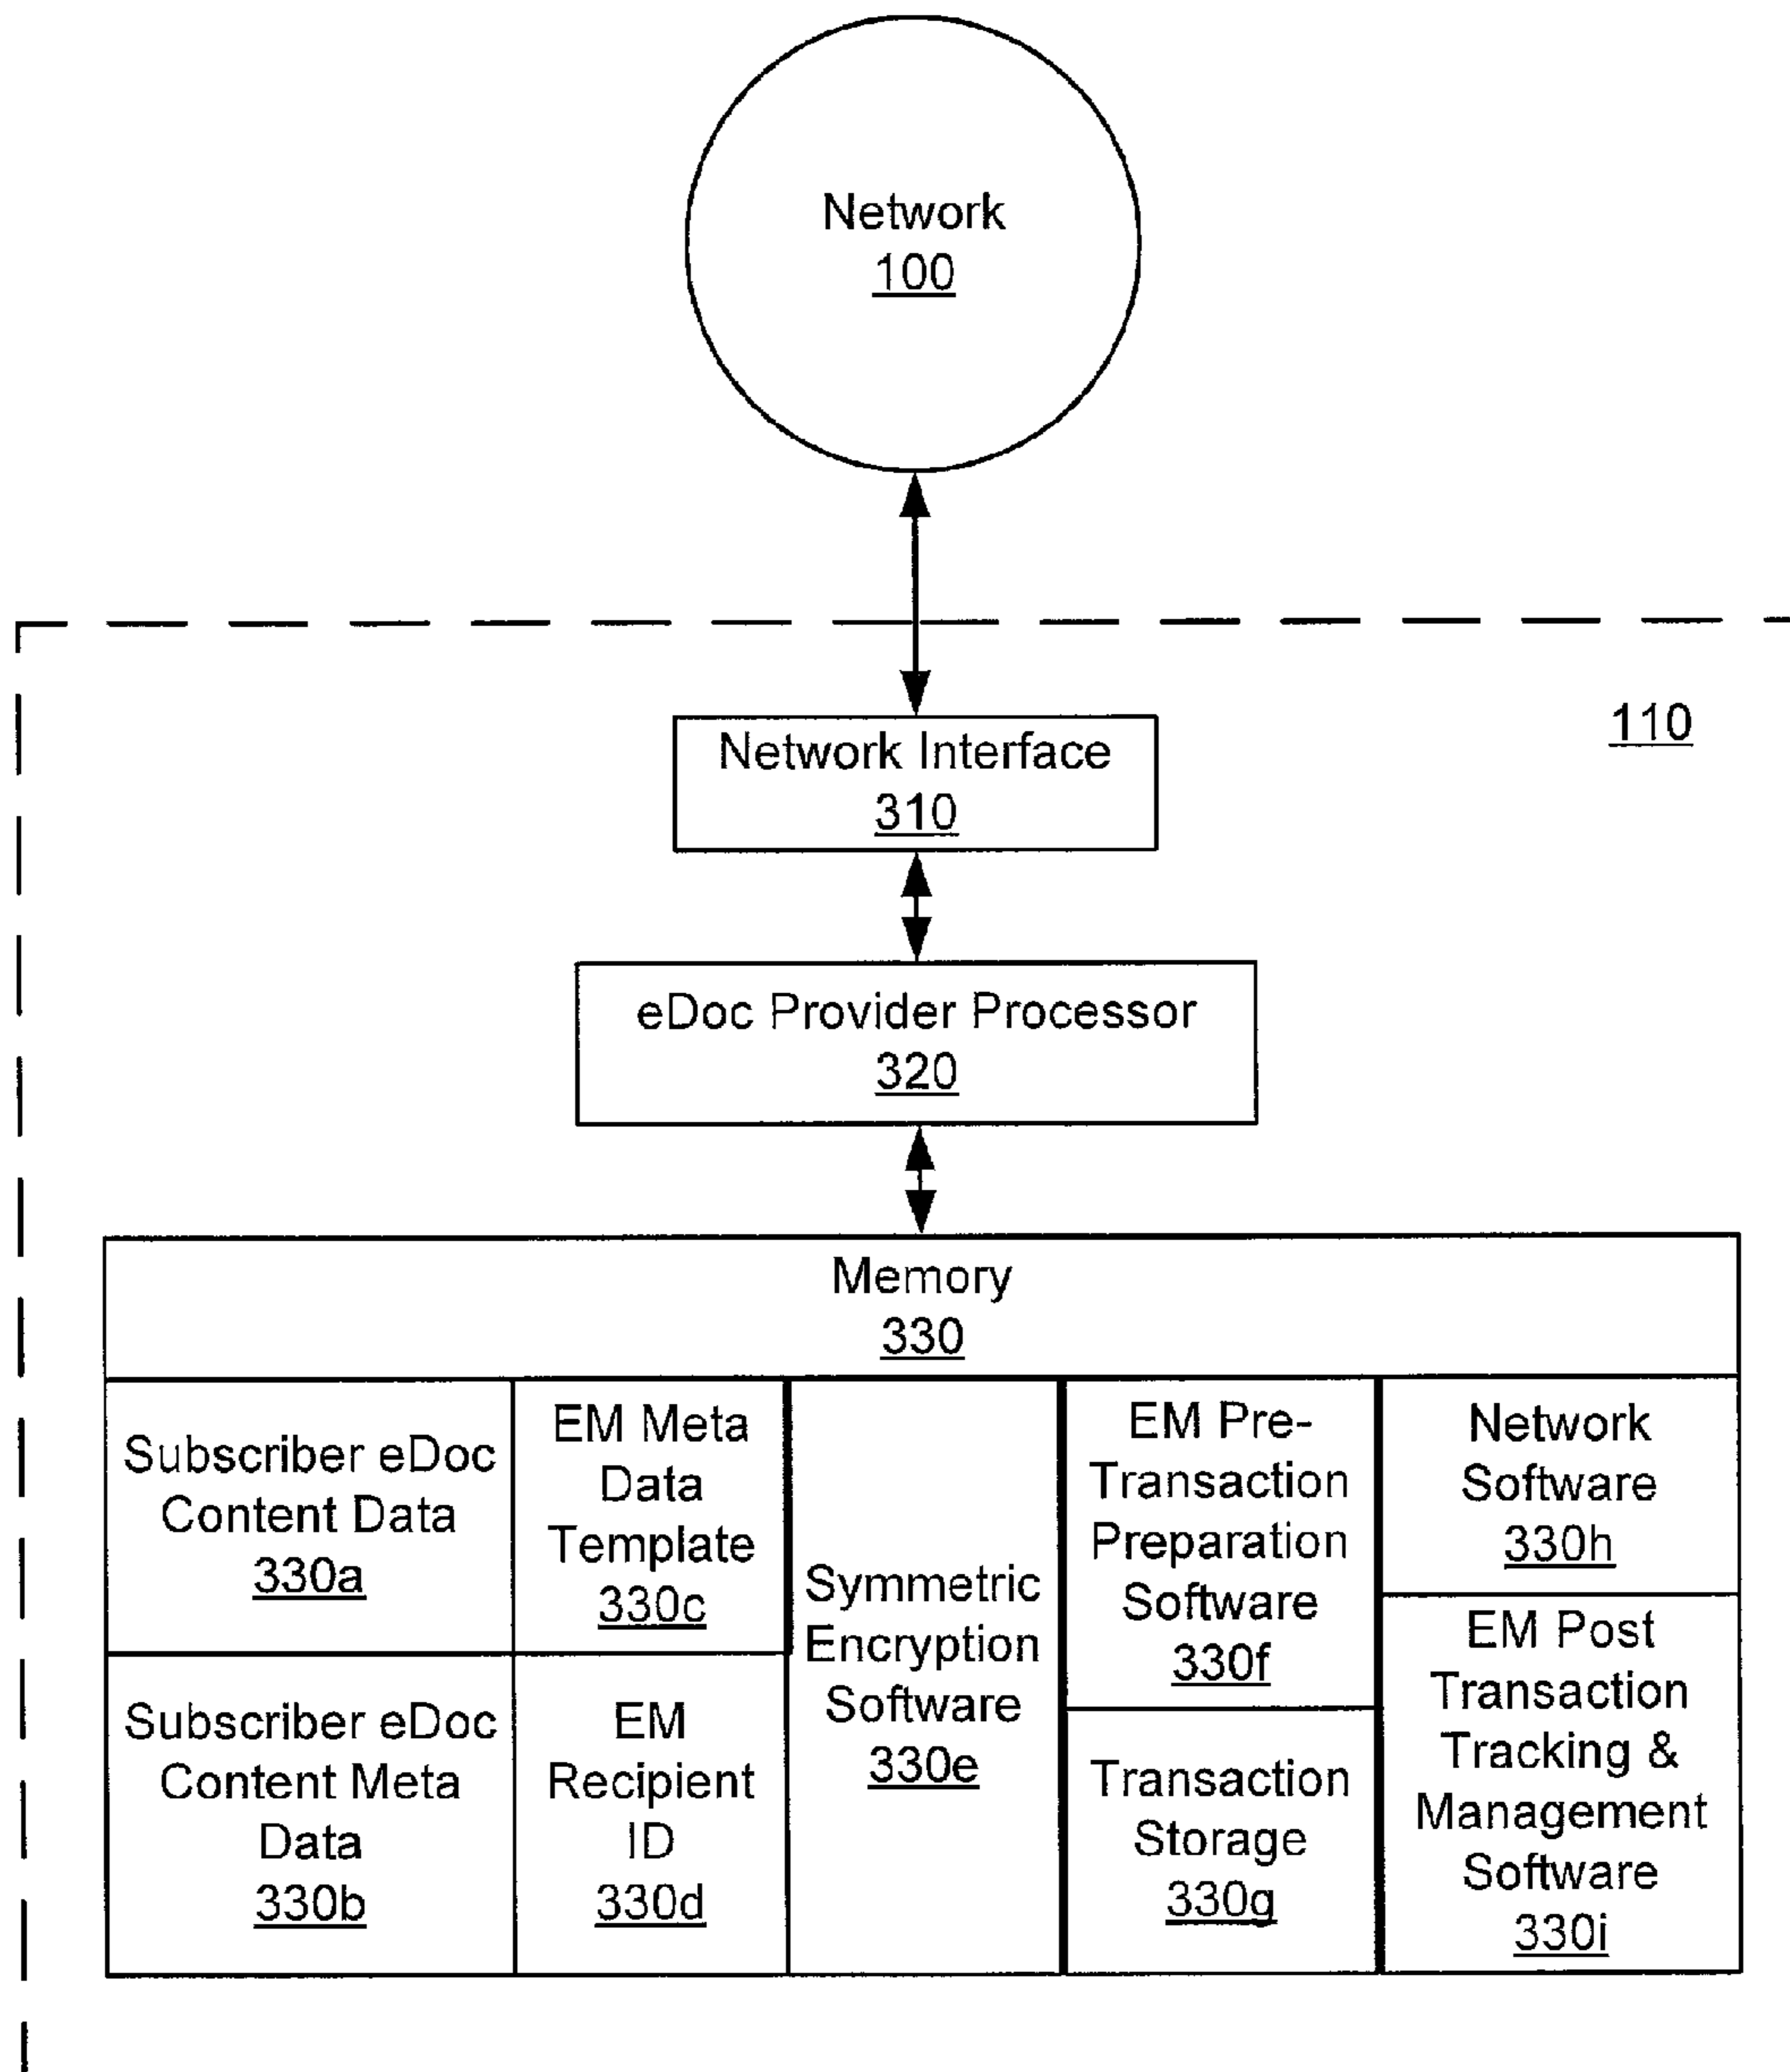 Network
100
110
Network Interface
310
eDoc Provider Processor
320
Memory
330
Subscriber eDoc
Content Data
330a
Subscriber eDoc
Content Meta
Data
330b
EM Meta
Data
Template
330c
EM
Recipient
ID
330d
Symmetric
Encryption
Software
330e
EM Pre-
Transaction
Preparation
Software
330f
Transaction
Storage
330g
Network
Software
330h
EM Post
Transaction
Tracking &
Management
Software
330i